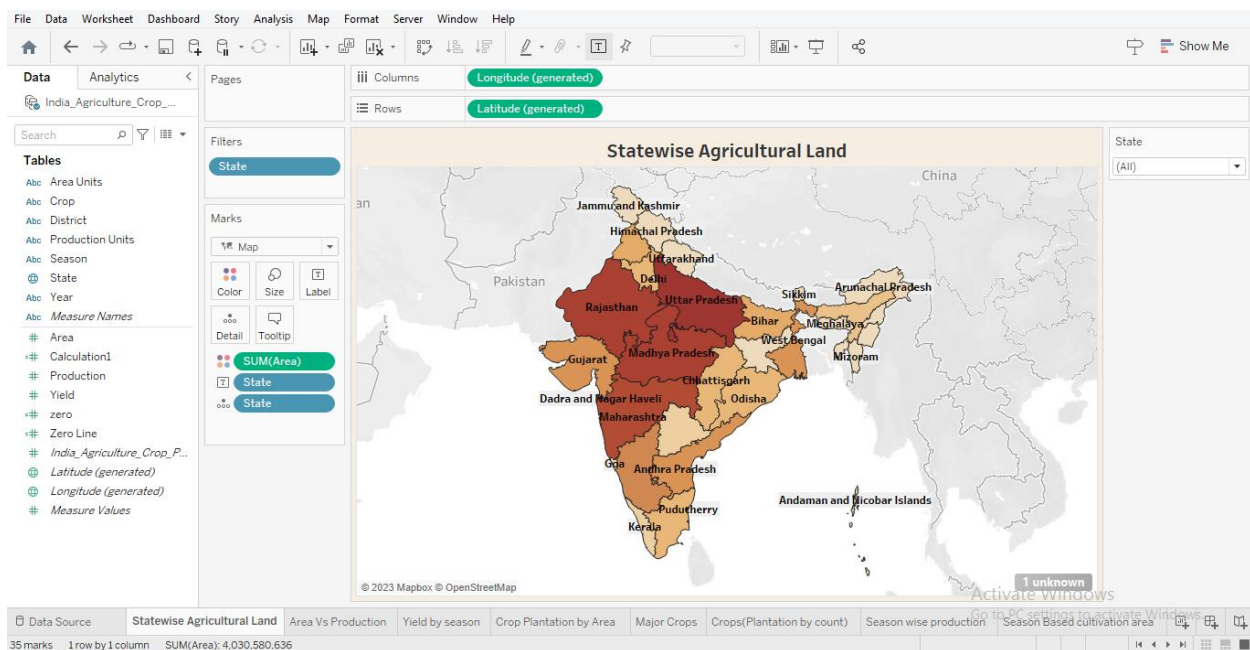 File Data Worksheet Dashboard Story Analysis Map Format Server Window Help
Show Me
Data Analytics
India_Agriculture_Crop_...
Search
Tables
Abc Area Units
Abc Crop
Abc District
Abc Production Units
Abc Season
State
Abc Year
Abc Measure Names
# Area
=# Calculation1
# Production
# Yield
=# zero
=# Zero Line
# India_Agriculture_Crop_P...
Latitude (generated)
Longitude (generated)
# Measure Values
Pages
Filters
State
Marks
Map
Color Size Label
Detail Tooltip
SUM(Area)
State
State
Columns Longitude (generated)
Rows Latitude (generated)
Statewise Agricultural Land
an
China
Jammu and Kashmir
Himachal Pradesh
Uttarakhand
Pakistan
Delhi
Arunachal Pradesh
Sikkim
Uttar Pradesh
Rajasthan
Bihar
Meghalaya
West Bengal
Madhya Pradesh
Mizoram
Gujarat
Chhattisgarh
Dadra and Nagar Haveli
Odisha
Maharashtra
Goa
Andhra Pradesh
Andaman and Nicobar Islands
Puducherry
Kerala
© 2023 Mapbox © OpenStreetMap
1 unknown
State
(All)
Activate Windows
Go to PC settings to activate Windows.
Data Source Statewise Agricultural Land Area Vs Production Yield by season Crop Plantation by Area Major Crops Crops(Plantation by count) Season wise production Season Based cultivation area
35 marks 1 row by 1 column SUM(Area): 4,030,580,636